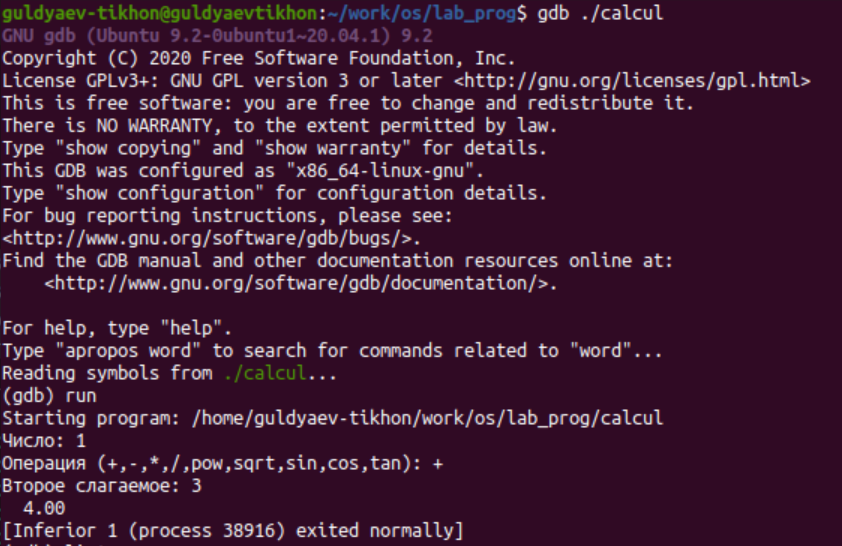 guldyaev-tikhon@guldyaevtikhon:~/work/os/lab_prog$ gdb ./calcul
GNU gdb (Ubuntu 9.2-0ubuntu1~20.04.1) 9.2
Copyright (C) 2020 Free Software Foundation, Inc.
License GPLv3+: GNU GPL version 3 or later <http://gnu.org/licenses/gpl.html>
This is free software: you are free to change and redistribute it.
There is NO WARRANTY, to the extent permitted by law.
Type "show copying" and "show warranty" for details.
This GDB was configured as "x86_64-linux-gnu".
Type "show configuration" for configuration details.
For bug reporting instructions, please see:
<http://www.gnu.org/software/gdb/bugs/>.
Find the GDB manual and other documentation resources online at:
    <http://www.gnu.org/software/gdb/documentation/>.

For help, type "help".
Type "apropos word" to search for commands related to "word"...
Reading symbols from ./calcul...
(gdb) run
Starting program: /home/guldyaev-tikhon/work/os/lab_prog/calcul
Число: 1
Операция (+,-,*,/,pow,sqrt,sin,cos,tan): +
Второе слагаемое: 3
  4.00
[Inferior 1 (process 38916) exited normally]